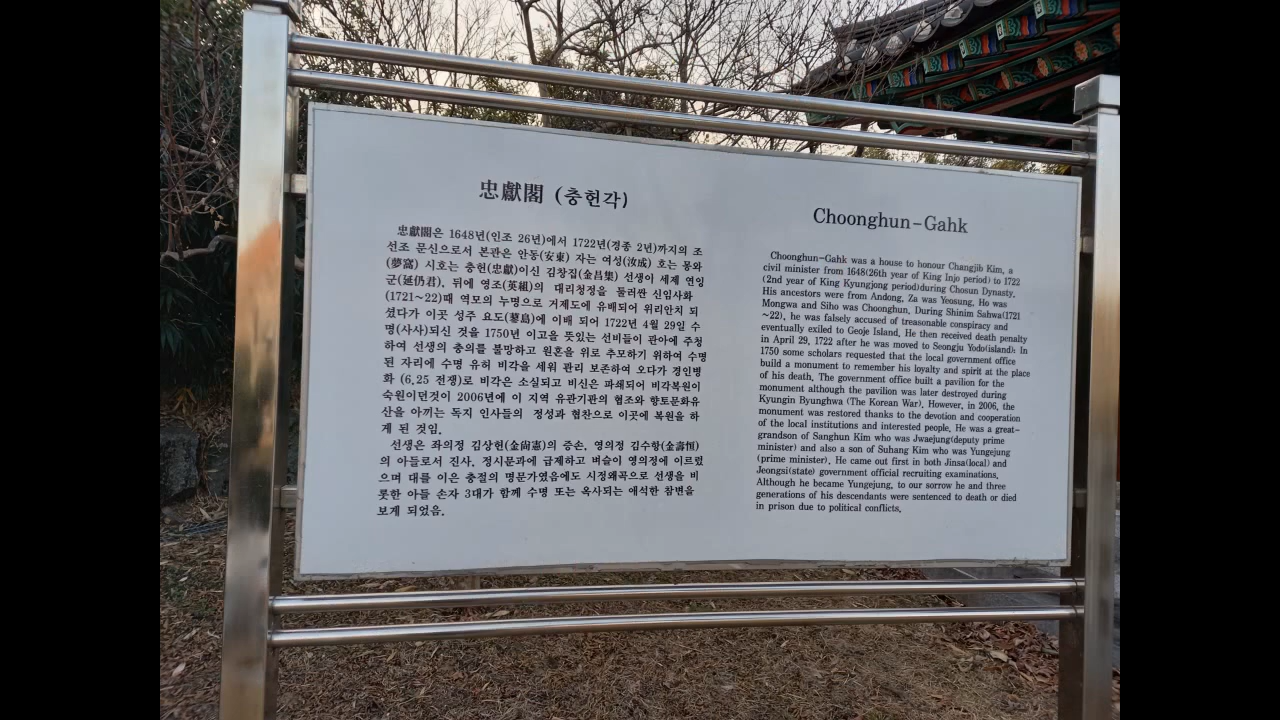 忠獻閣 (충헌각)
忠獻閣은 1648년(인조 26년)에서 1722년(경종 2년)까지의 조
선조 문신으로서 본관은 안동(安東) 자는 여성(汝成) 호는 몽와
(夢窩) 시호는 충헌(忠獻)이신 김창집(金昌集) 선생이 세제 연잉
군(延仍君), 뒤에 영조(英組)의 대리청정을 둘러싼 신임사화
(1721~22)때 역모의 누명으로 거제도에 유배되어 위리안치 되
셨다가 이곳 성주 요도(蓼島)에 이배 되어 1722년 4월 29일 수
명(사사)되신 것을 1750년 이고을 뜻있는 선비들이 관아에 주청
하여 선생의 충의를 불망하고 원혼을 위로 추모하기 위하여 수명
된 자리에 수명 유허 비각을 세워 관리 보존하여 오다가 경인병
화 (6.25 전쟁)로 비각은 소실되고 비신은 파쇄되어 비각복원이
숙원이던것이 2006년에 이 지역 유관기관의 협조와 향토문화유
산을 아끼는 독지 인사들의 정성과 협찬으로 이곳에 복원을 하
게 된 것임.
선생은 좌의정 김상헌(金尙憲)의 증손, 영의정 김수항(金壽恒)
의 아들로서 진사, 정시문과에 급제하고 벼슬이 영의정에 이르렀
으며 대를 이은 충절의 명문가였음에도 시정왜곡으로 선생을 비
롯한 아들 손자 3대가 함께 수명 또는 옥사되는 애석한 참변을
보게 되었음.
Choonghun-Gahk
Choonghun-Gahk was a house to honour Changjib Kim, a
civil minister from 1648(26th year of King Injo period) to 1722
(2nd year of King Kyungjong period)during Chosun Dynasty.
His ancestors were from Andong, Za was Yeosung, Ho was
Mongwa and Siho was Choonghun. During Shinim Sahwa(1721
~22), he was falsely accused of treasonable conspiracy and
eventually exiled to Geoje Island. He then received death penalty
in April 29, 1722 after he was moved to Seongju Yodo(island). In
1750 some scholars requested that the local government office
build a monument to remember his loyalty and spirit at the place
of his death. The government office built a pavilion for the
monument although the pavilion was later destroyed during
Kyungin Byunghwa (The Korean War). However, in 2006, the
monument was restored thanks to the devotion and cooperation
of the local institutions and interested people. He was a great-
grandson of Sanghun Kim who was Jwaejung(deputy prime
minister) and also a son of Suhang Kim who was Yungejung
(prime minister). He came out first in both Jinsa(local) and
Jeongsi(state) government official recruiting examinations.
Although he became Yungejung, to our sorrow he and three
generations of his descendants were sentenced to death or died
in prison due to political conflicts.